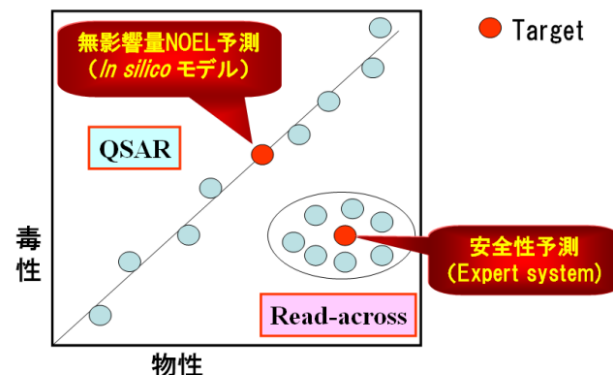 無影響量NOEL予測
(In silico モデル)
Target
QSAR
毒性
安全性予測
(Expert system)
Read-across
物性